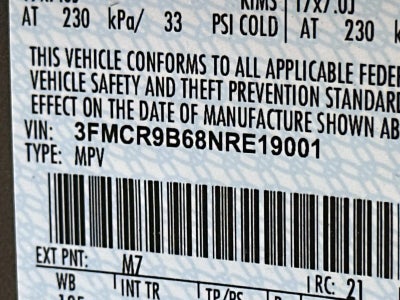 RIMS 17x7.0J
AT 230 kPa/ 33 PSI COLD AT 230
THIS VEHICLE CONFORMS TO ALL APPLICABLE FEDER
VEHICLE SAFETY AND THEFT PREVENTION STANDARD
EFFECT ON THE DATE OF MANUFACTURE SHOWN AB
VIN: 3FMCR9B68NRE19001
TYPE: MPV
EXT PNT: M7 RC: 21
WB INT TR TP/PS